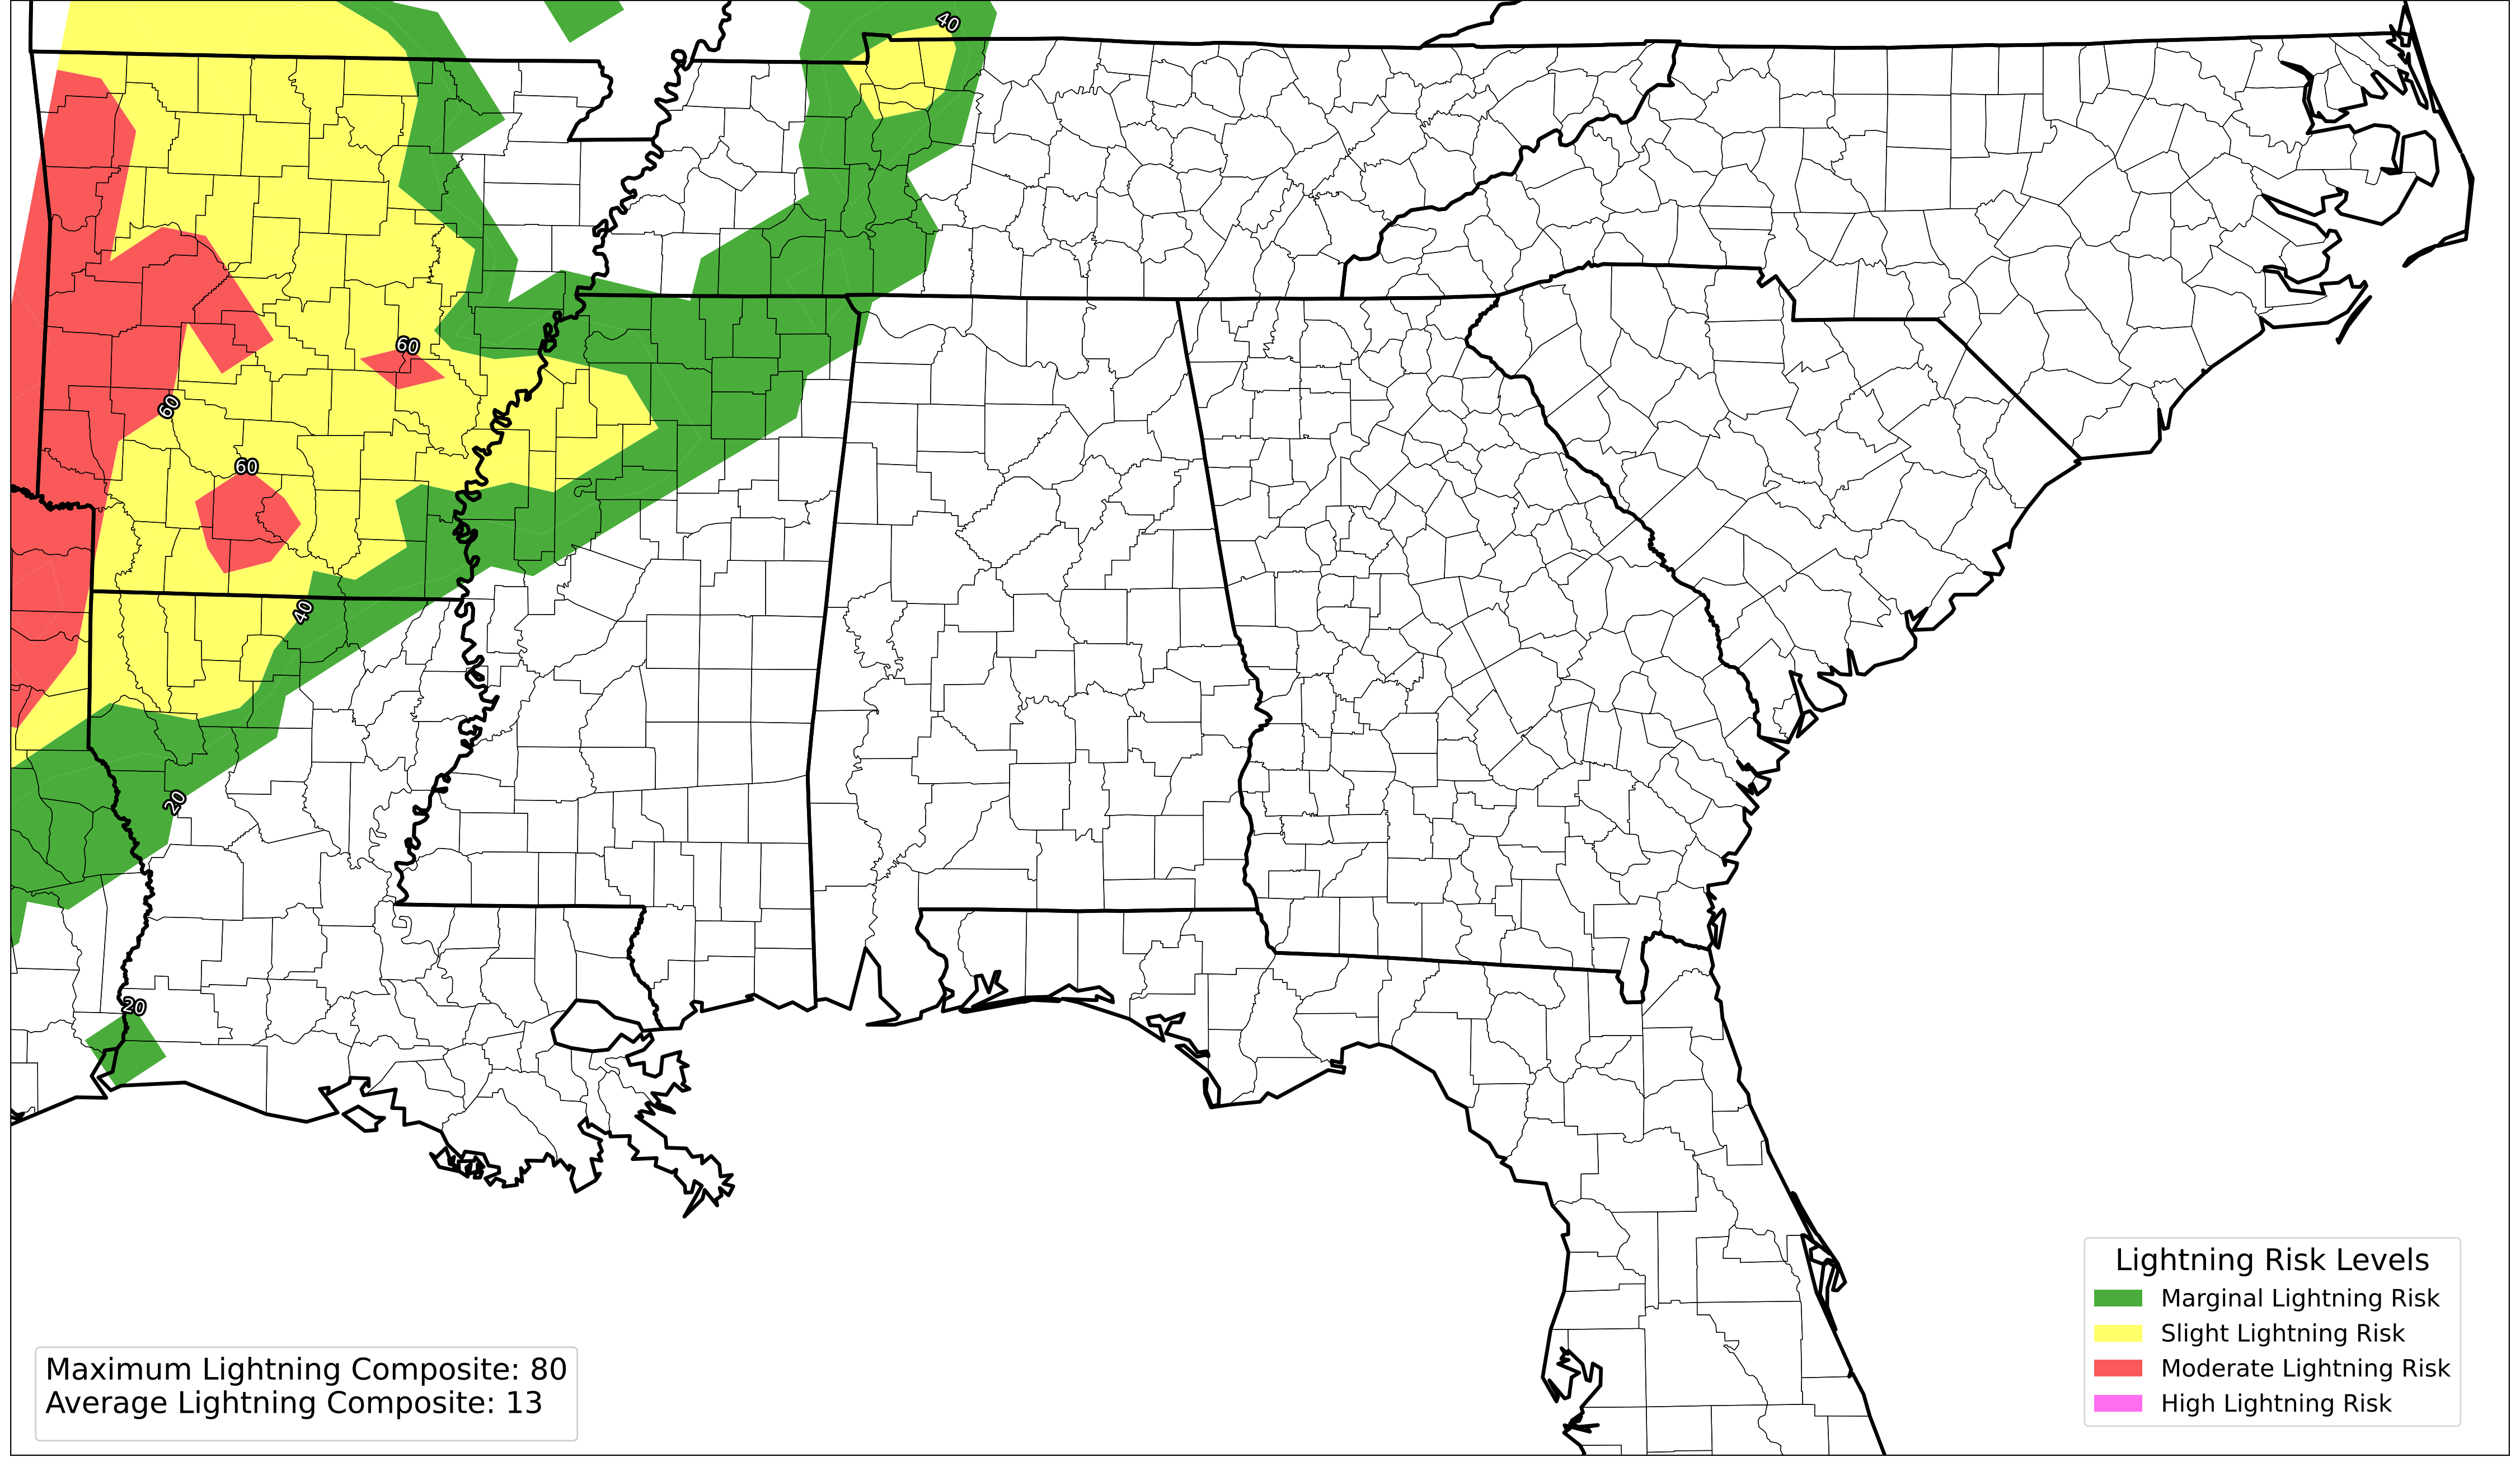 40
60
60
60
40
20
20
Lightning Risk Levels
Marginal Lightning Risk
Slight Lightning Risk
Moderate Lightning Risk
High Lightning Risk
Maximum Lightning Composite: 80
Average Lightning Composite: 13